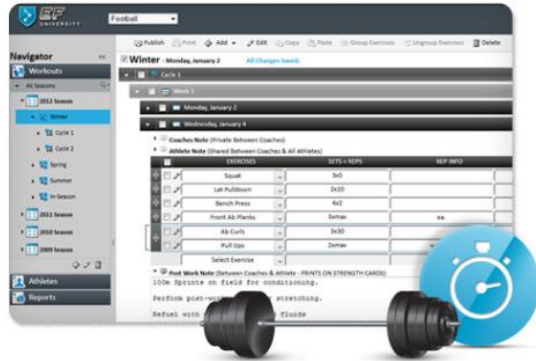 EF
UNIVERSITY
Football
Publish Print Add Edit Copy Paste Group Exercises Ungroup Exercises Delete
Navigator
Winter - Monday, January 2 All Changes Saved.
Workouts
Cycle 1
All Seasons
Week 1
2012 Season
Monday, January 2
Winter
Wednesday, January 4
Cycle 1
Coaches Note (Private Between Coaches)
Cycle 2
Athlete Note (Shared Between Coaches & All Athletes)
Spring
EXERCISES SETS + REPS REP INFO
Summer
Squat 3x5
In-Season
Lat Pulldown 2x10
2011 Season
Bench Press 4x2
2010 Season
Front Ab Planks 3xmax ea.
2009 Season
Ab Curls 3x30
Pull Ups 2xmax
Select Exercise
Athletes
Post Work Note (Between Coaches & Athlete - PRINTS ON STRENGTH CARDS)
Reports
100m Sprints on field for conditioning.
Perform stretching.
Refuel with fluids